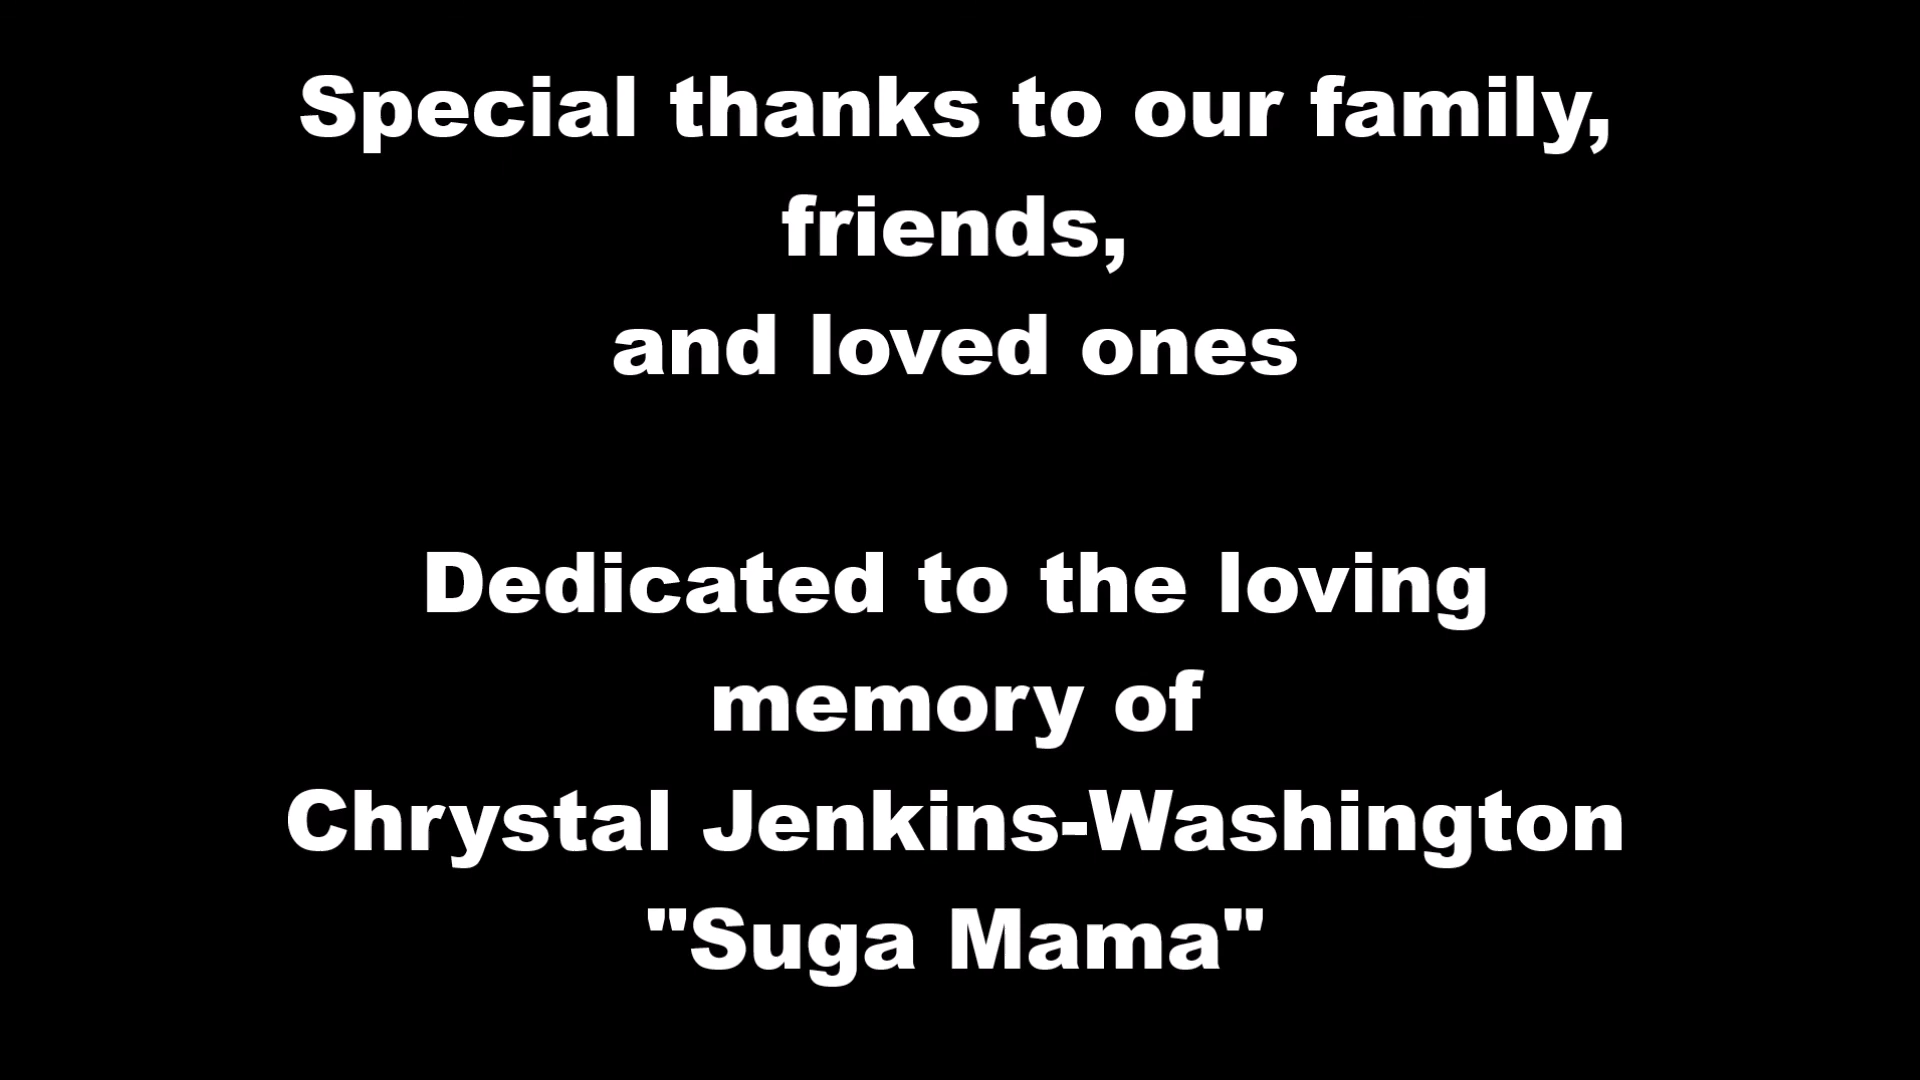 Special thanks to our family,
friends,
and loved ones
Dedicated to the loving
memory of
Chrystal Jenkins-Washington
"Suga Mama"